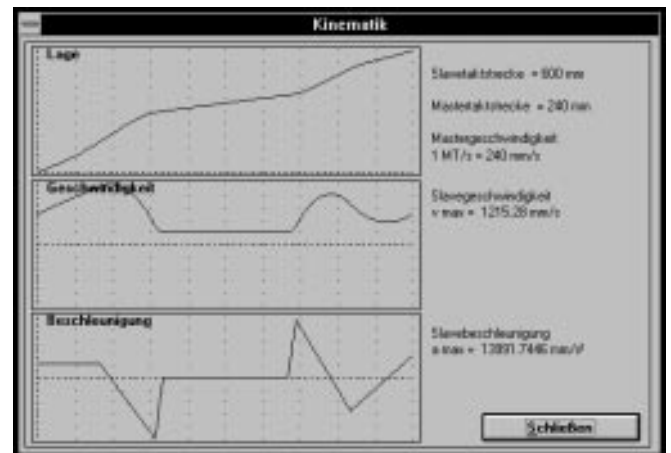 Kinematik
Lage
Slavetaktstrecke = 800 mm
Mastertaktstrecke = 240 mm
Mastergeschwindigkeit
1 MT/s = 240 mm/s
Geschwindigkeit
Slavegeschwindigkeit
v max = 1215.28 mm/s
Beschleunigung
Slavebeschleunigung
a max = 13891.7446 mm/s²
Schließen